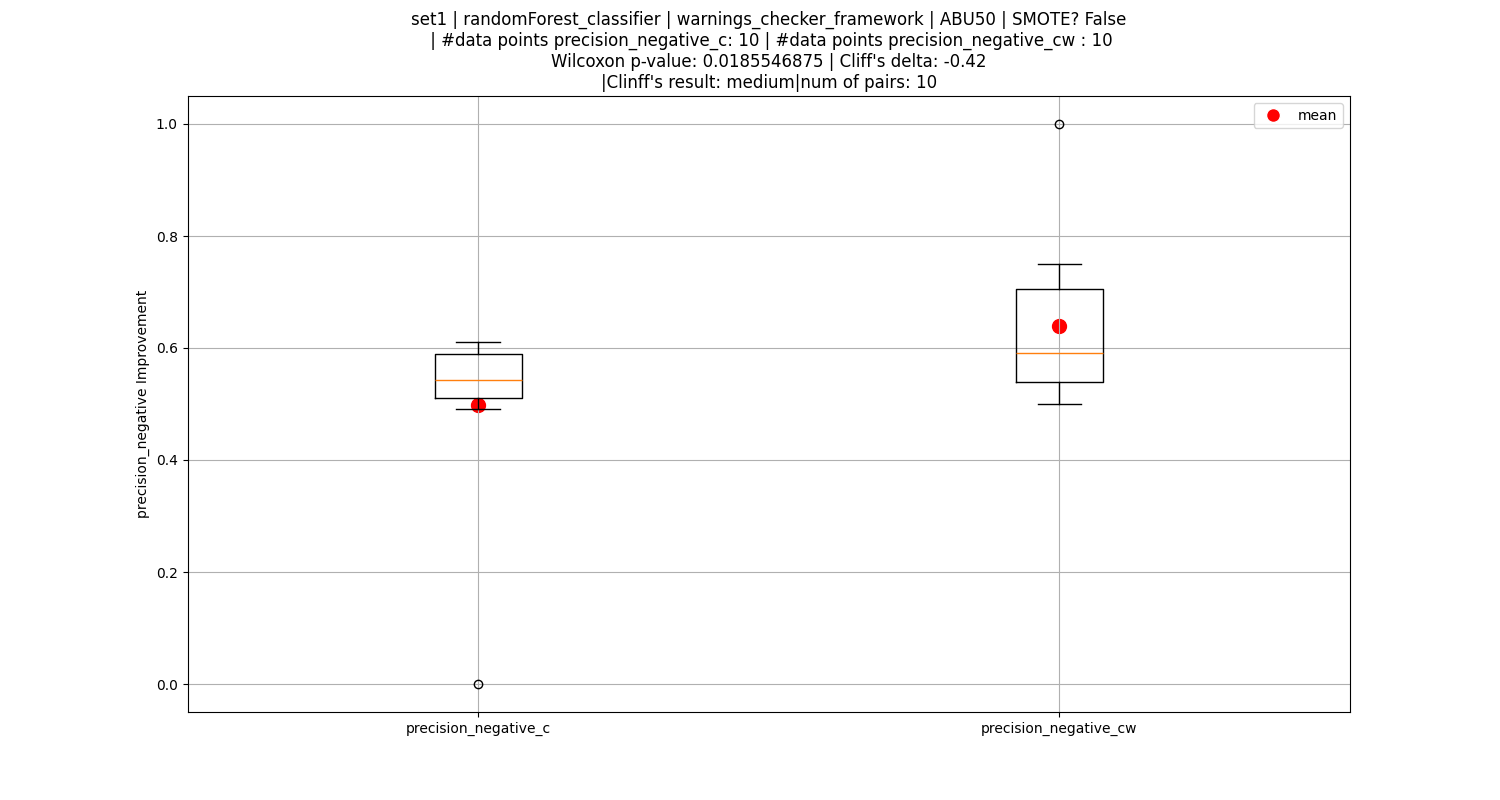 set1 | randomForest_classifier | warnings_checker_framework | ABU50 | SMOTE? False
| #data points precision_negative_c: 10 | #data points precision_negative_cw : 10
Wilcoxon p-value: 0.0185546875 | Cliff's delta: -0.42
|Clinff's result: medium|num of pairs: 10
mean
1.0
0.8
0.6
0.4
0.2
0.0
precision_negative Improvement
precision_negative_c
precision_negative_cw